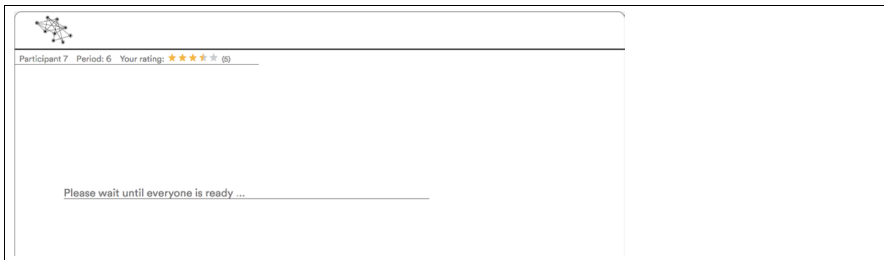 Participant 7 Period: 6 Your rating: (5)
Please wait until everyone is ready ...